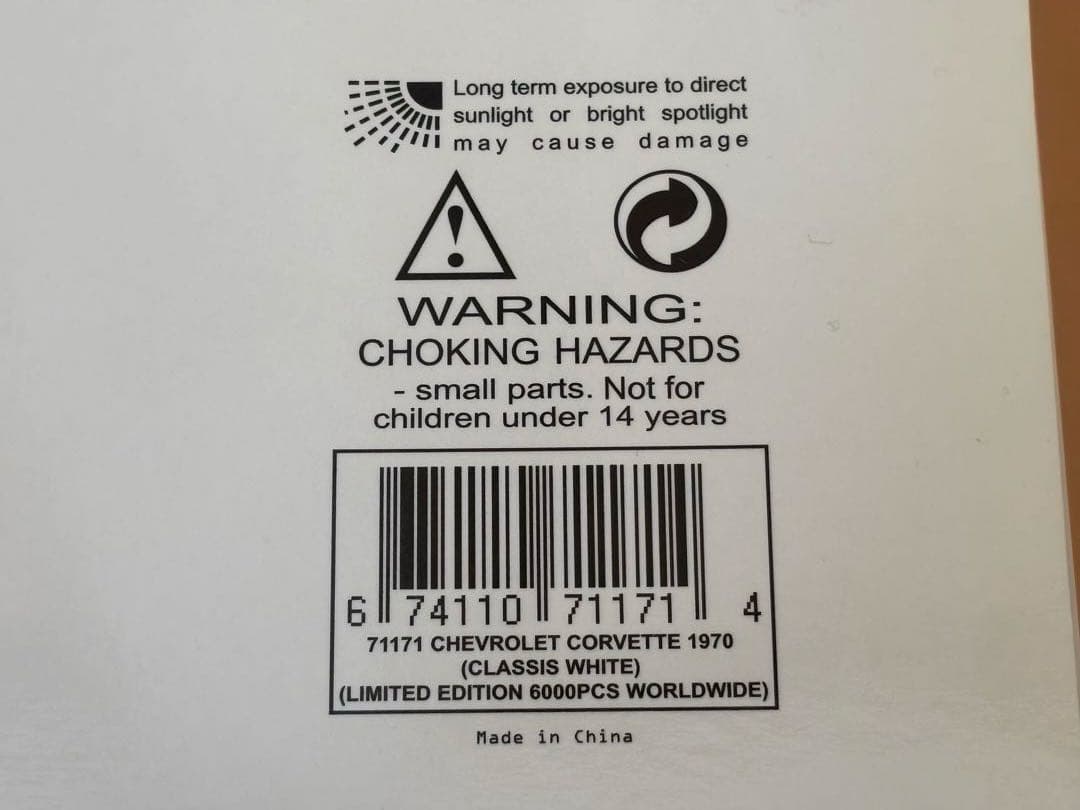 Long term exposure to direct
sunlight or bright spotlight
may cause damage
WARNING:
CHOKING HAZARDS
- small parts. Not for
children under 14 years
6 74110 71171 4
71171 CHEVROLET CORVETTE 1970
(CLASSIS WHITE)
(LIMITED EDITION 6000PCS WORLDWIDE)
Made in China